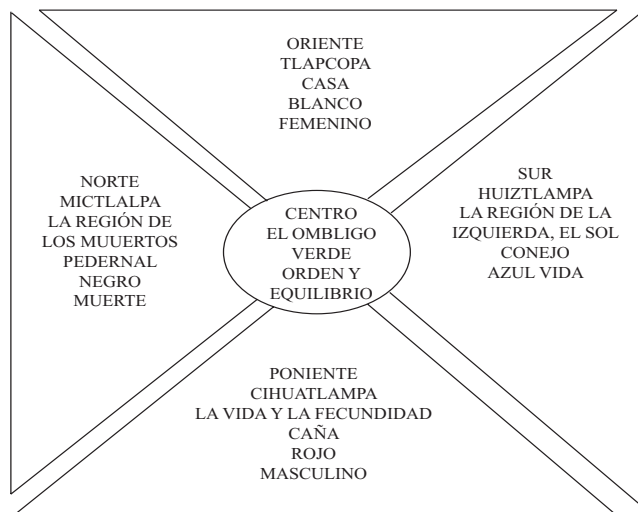 ORIENTE
TLAPCOPA
CASA
BLANCO
FEMENINO
NORTE
MICTLALPA
LA REGIÓN DE
LOS MUUERTOS
PEDERNAL
NEGRO
MUERTE
CENTRO
EL OMBLIGO
VERDE
ORDEN Y
EQUILIBRIO
SUR
HUIZTLAMPA
LA REGIÓN DE LA
IZQUIERDA, EL SOL
CONEJO
AZUL VIDA
PONIENTE
CIHUATLAMPA
LA VIDA Y LA FECUNDIDAD
CAÑA
ROJO
MASCULINO